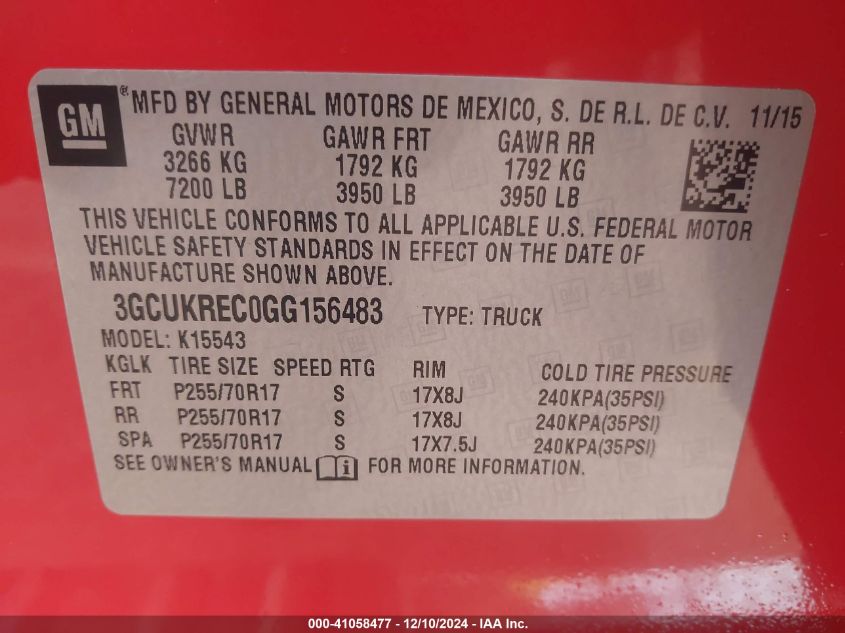 GM ® MFD BY GENERAL MOTORS DE MEXICO, S. DE R.L. DE C.V. 11/15
GVWR GAWR FRT GAWR RR
3266 KG 1792 KG 1792 KG
7200 LB 3950 LB 3950 LB
THIS VEHICLE CONFORMS TO ALL APPLICABLE U.S. FEDERAL MOTOR
VEHICLE SAFETY STANDARDS IN EFFECT ON THE DATE OF
MANUFACTURE SHOWN ABOVE.
3GCUKREC0GG156483 TYPE: TRUCK
MODEL: K15543
KGLK TIRE SIZE SPEED RTG RIM COLD TIRE PRESSURE
FRT P255/70R17 S 17X8J 240KPA(35PSI)
RR P255/70R17 S 17X8J 240KPA(35PSI)
SPA P255/70R17 S 17X7.5J 240KPA(35PSI)
SEE OWNER'S MANUAL FOR MORE INFORMATION.
000-41058477 - 12/10/2024 - IAA Inc.